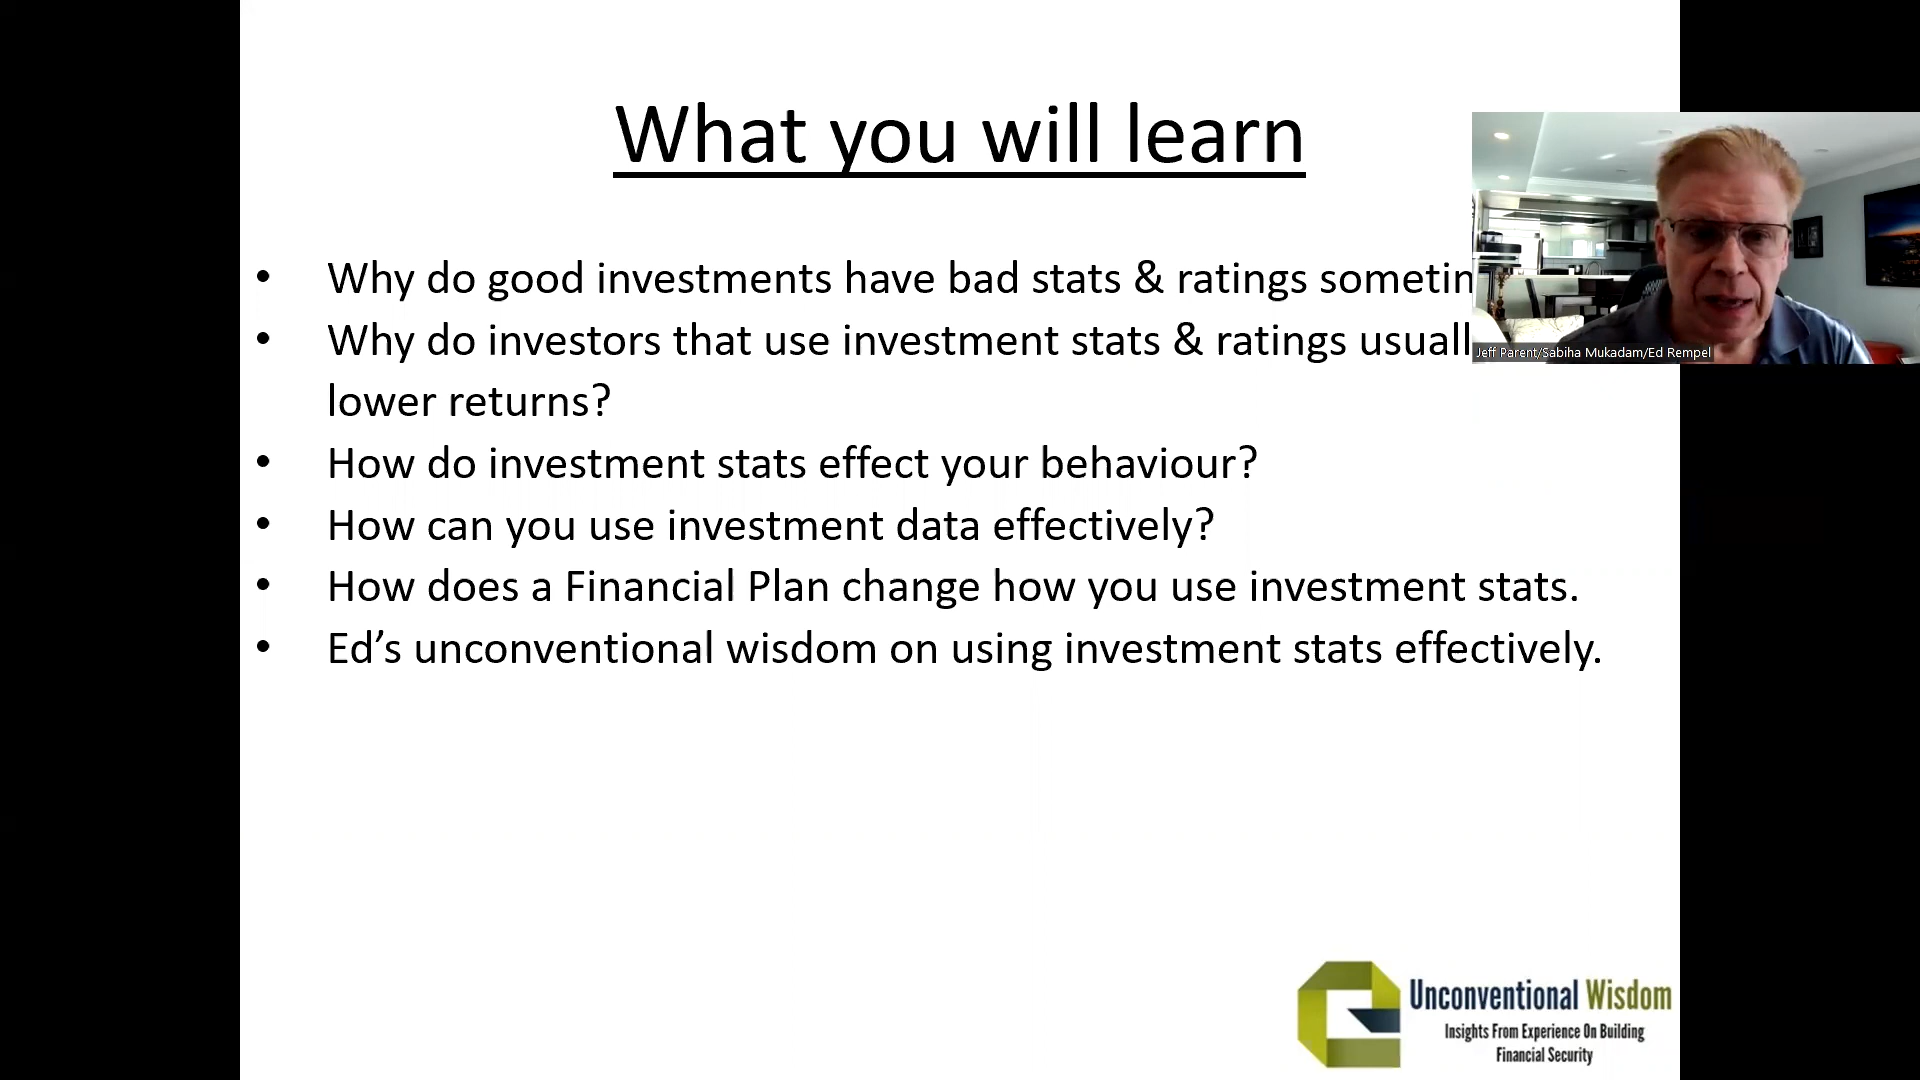 What you will learn
• Why do good investments have bad stats & ratings
• Why do investors that use investment stats & ratings
lower returns?
• How do investment stats effect your behaviour?
• How can you use investment data effectively?
• How does a Financial Plan change how you use investment stats.
• Ed’s unconventional wisdom on using investment stats effectively.
Jeff Parent/Sabiha Mukadam/Ed Rempel
Unconventional Wisdom
Insights From Experience On Building
Financial Security